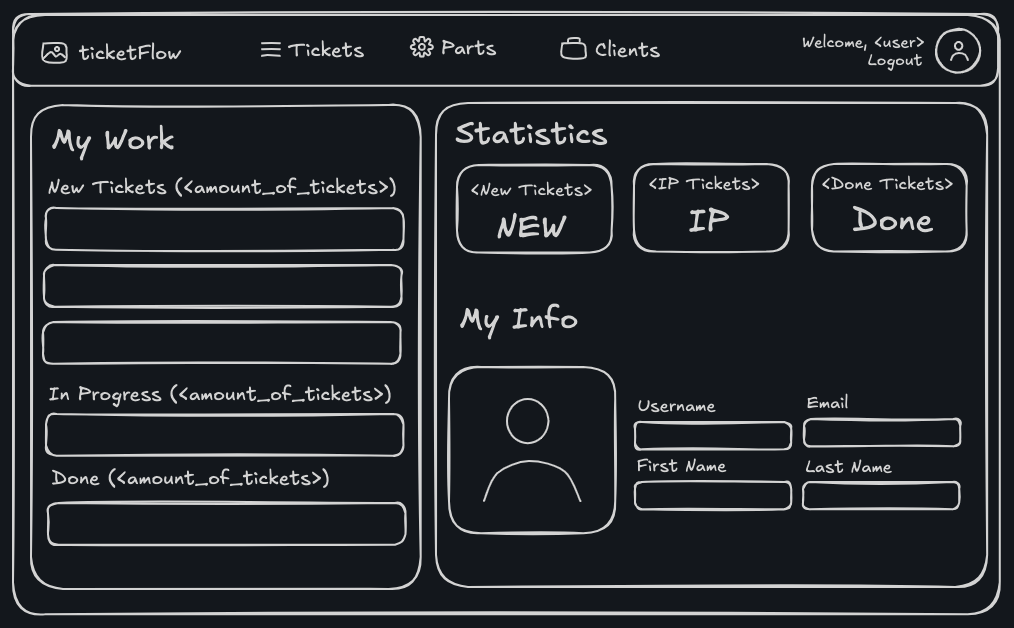 ticketFlow
Tickets
Parts
Clients
Welcome, <user>
Logout
My Work
New Tickets (<amount_of_tickets>)
In Progress (<amount_of_tickets>)
Done (<amount_of_tickets>)
Statistics
<New Tickets>
NEW
<IP Tickets>
IP
<Done Tickets>
Done
My Info
Username
Email
First Name
Last Name